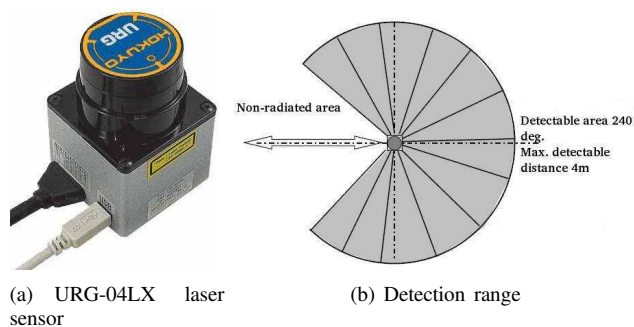 HOKUYO
URG
Non-radiated area
Detectable area 240
deg.
Max. detectable
distance 4m
(a) URG-04LX laser
sensor
(b) Detection range